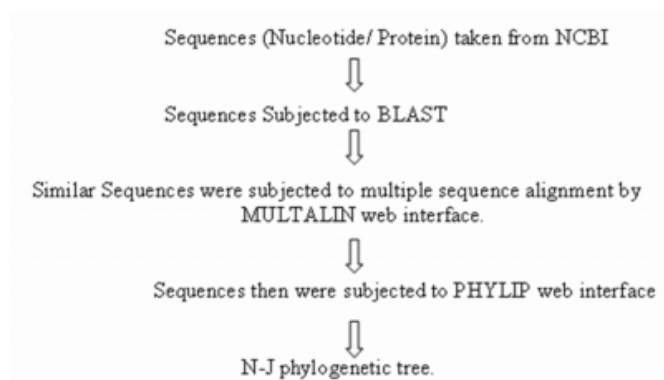 Sequences (Nucleotide/ Protein) taken from NCBI
Sequences Subjected to BLAST
Similar Sequences were subjected to multiple sequence alignment by
MULTALIN web interface.
Sequences then were subjected to PHYLIP web interface
N-J phylogenetic tree.